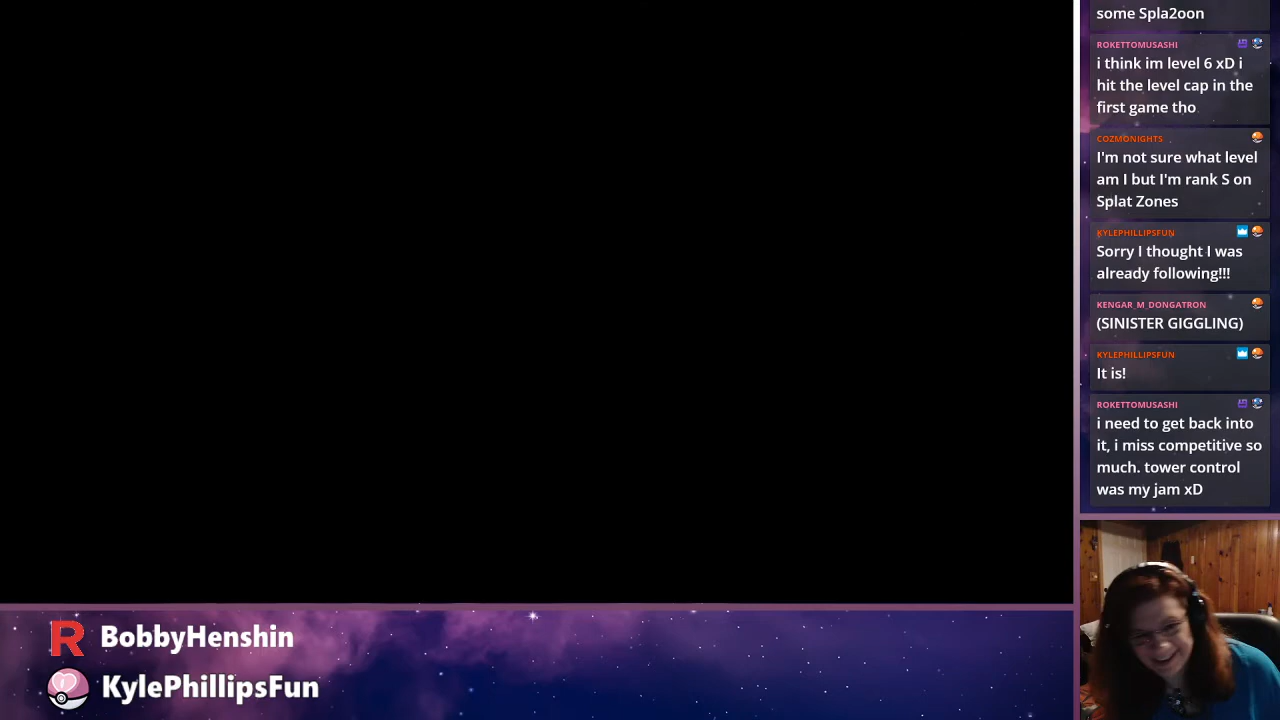 some Spla2oon
ROKETTOMUSASHI
i think im level 6 xD i
hit the level cap in the
first game tho
COZMONIGHTS
I'm not sure what level
am I but I'm rank S on
Splat Zones
KYLEPHILLIPSFUN
Sorry I thought I was
already following!!!
KENGAR_M_DONGATRON
(SINISTER GIGGLING)
KYLEPHILLIPSFUN
It is!
ROKETTOMUSASHI
i need to get back into
it, i miss competitive so
much. tower control
was my jam xD
R BobbyHenshin
KylePhillipsFun